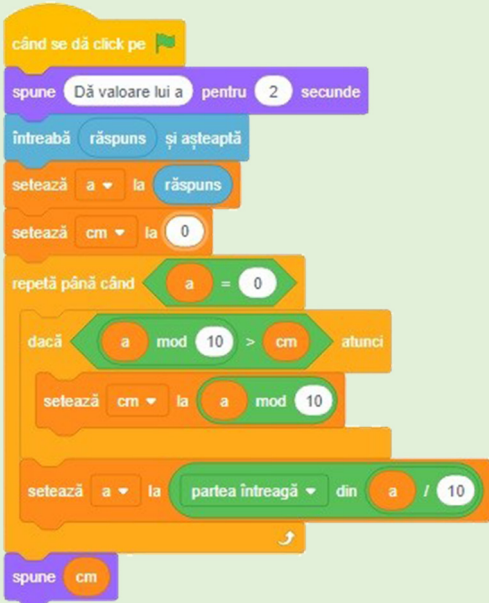 când se dă click pe
spune Dă valoare lui a pentru 2 secunde
întreabă răspuns și așteaptă
setează a la răspuns
setează cm la 0
repetă până când a = 0
dacă a mod 10 > cm atunci
setează cm la a mod 10
setează a la partea întreagă din a / 10
spune cm